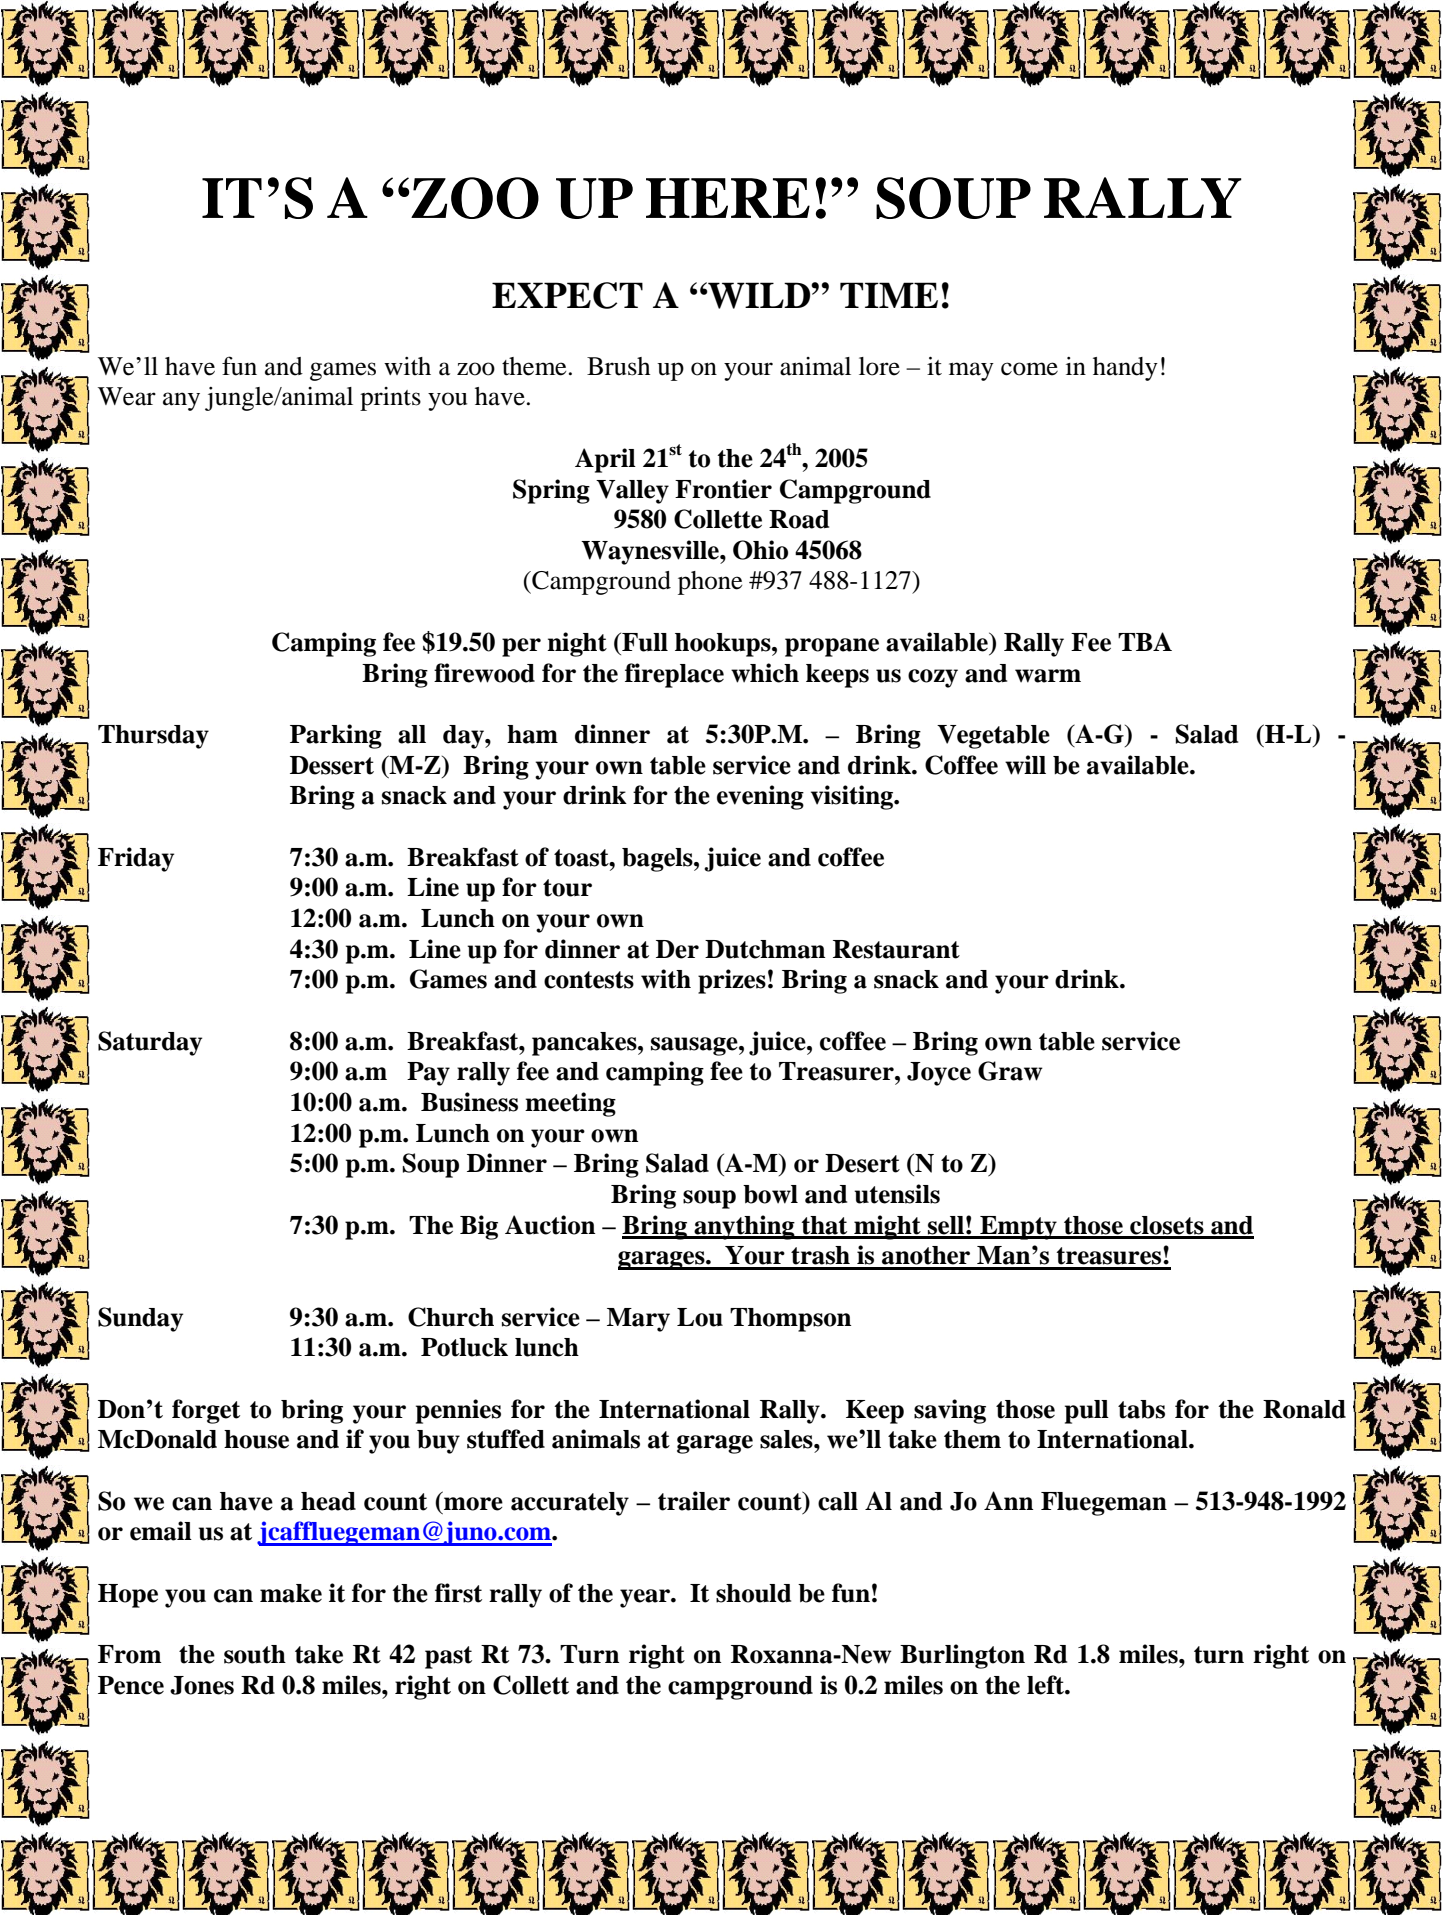 IT’S A “ZOO UP HERE!” SOUP RALLY
EXPECT A “WILD” TIME!
We’ll have fun and games with a zoo theme.  Brush up on your animal lore – it may come in handy!
Wear any jungle/animal prints you have.
April 21st to the 24th, 2005
Spring Valley Frontier Campground
9580 Collette Road
Waynesville, Ohio 45068
(Campground phone #937 488-1127)
Camping fee $19.50 per night (Full hookups, propane available) Rally Fee TBA
Bring firewood for the fireplace which keeps us cozy and warm
Thursday Parking all day, ham dinner at 5:30P.M. – Bring Vegetable (A-G) - Salad (H-L) -
Dessert (M-Z)  Bring your own table service and drink. Coffee will be available.
Bring a snack and your drink for the evening visiting.
Friday 7:30 a.m.  Breakfast of toast, bagels, juice and coffee
9:00 a.m.  Line up for tour
12:00 a.m.  Lunch on your own
4:30 p.m.  Line up for dinner at Der Dutchman Restaurant
7:00 p.m.  Games and contests with prizes! Bring a snack and your drink.
Saturday 8:00 a.m.  Breakfast, pancakes, sausage, juice, coffee – Bring own table service
9:00 a.m   Pay rally fee and camping fee to Treasurer, Joyce Graw
10:00 a.m.  Business meeting
12:00 p.m. Lunch on your own
5:00 p.m. Soup Dinner – Bring Salad (A-M) or Desert (N to Z)
Bring soup bowl and utensils
7:30 p.m.  The Big Auction – Bring anything that might sell! Empty those closets and
garages.  Your trash is another Man’s treasures!
Sunday 9:30 a.m.  Church service – Mary Lou Thompson
11:30 a.m.  Potluck lunch
Don’t forget to bring your pennies for the International Rally.  Keep saving those pull tabs for the Ronald
McDonald house and if you buy stuffed animals at garage sales, we’ll take them to International.
So we can have a head count (more accurately – trailer count) call Al and Jo Ann Fluegeman – 513-948-1992
or email us at jcaffluegeman@juno.com.
Hope you can make it for the first rally of the year.  It should be fun!
From  the south take Rt 42 past Rt 73. Turn right on Roxanna-New Burlington Rd 1.8 miles, turn right on
Pence Jones Rd 0.8 miles, right on Collett and the campground is 0.2 miles on the left.